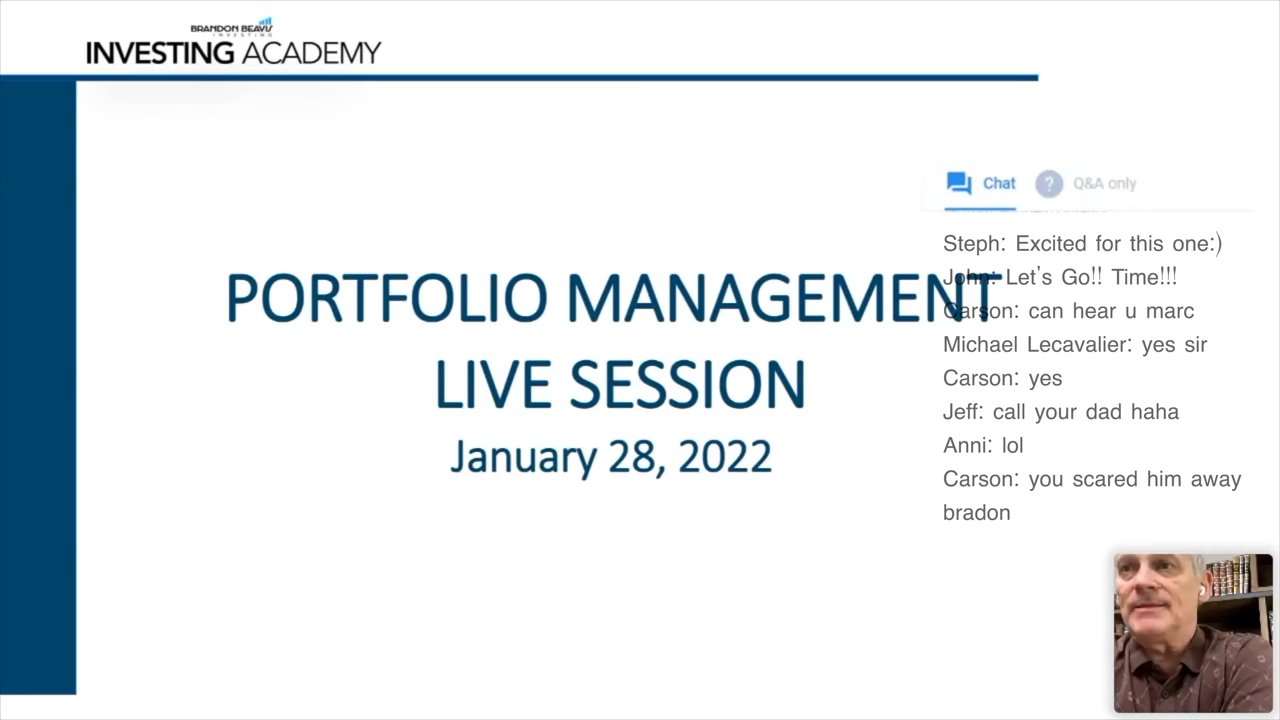 BRANDON BEAVIS
INVESTING
INVESTING ACADEMY
PORTFOLIO MANAGEMENT
LIVE SESSION
January 28, 2022
Chat
? Q&A only
Steph: Excited for this one:)
John: Let's Go!! Time!!!
Carson: can hear u marc
Michael Lecavalier: yes sir
Carson: yes
Jeff: call your dad haha
Anni: lol
Carson: you scared him away
bradon